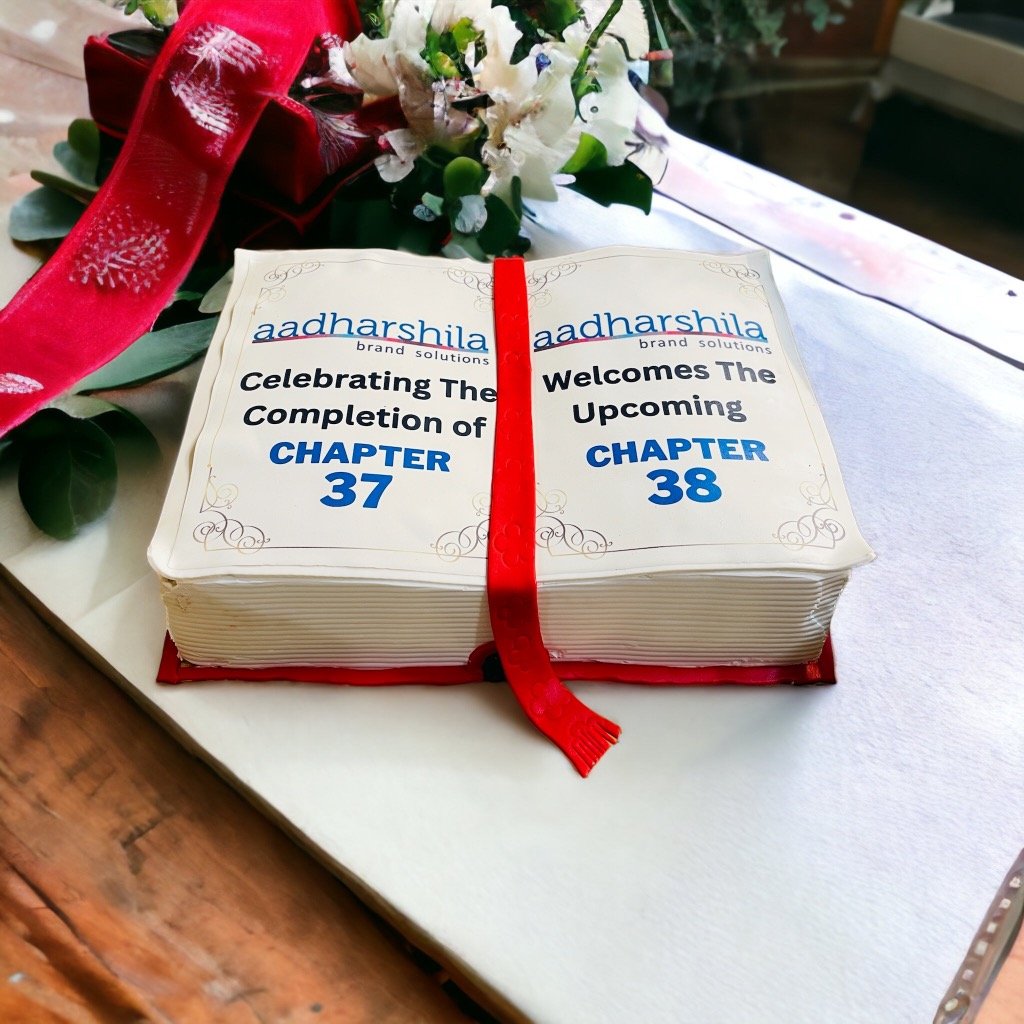 aadharshila
brand solutions
Celebrating The
Completion of
CHAPTER
37
aadharshila
brand solutions
Welcomes The
Upcoming
CHAPTER
38